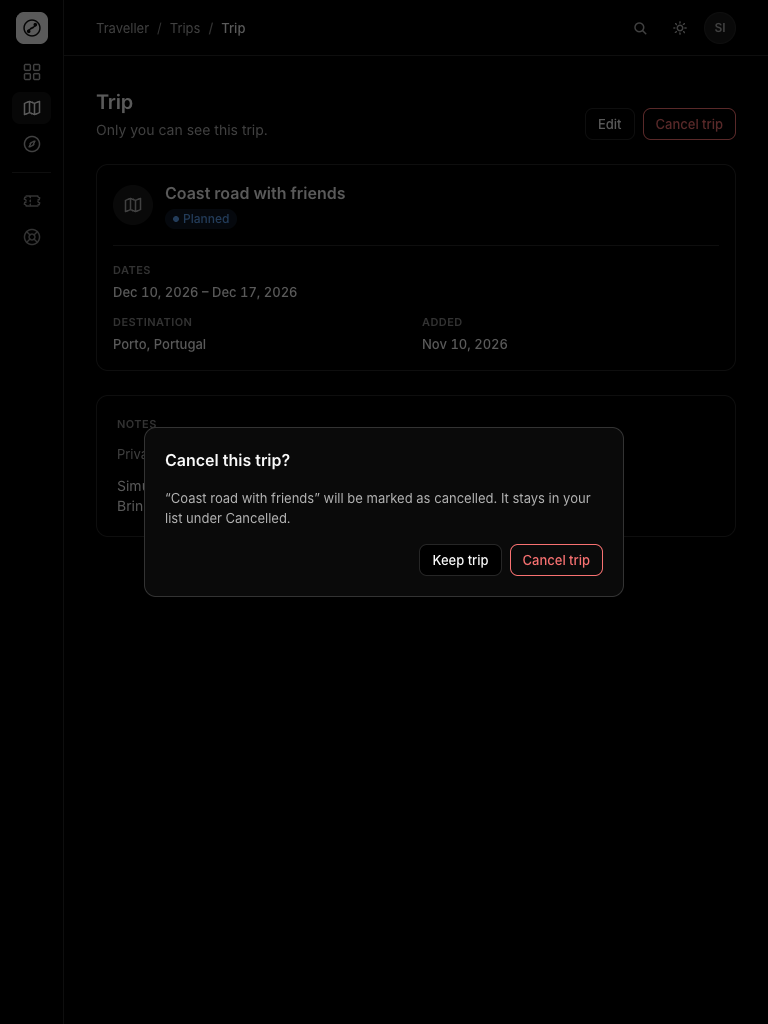 Traveller / Trips / Trip
SI
Trip
Only you can see this trip.
Edit
Cancel trip
Coast road with friends
Planned
DATES
Dec 10, 2026 – Dec 17, 2026
DESTINATION
Porto, Portugal
ADDED
Nov 10, 2026
NOTES
Cancel this trip?
“Coast road with friends” will be marked as cancelled. It stays in your
list under Cancelled.
Keep trip
Cancel trip